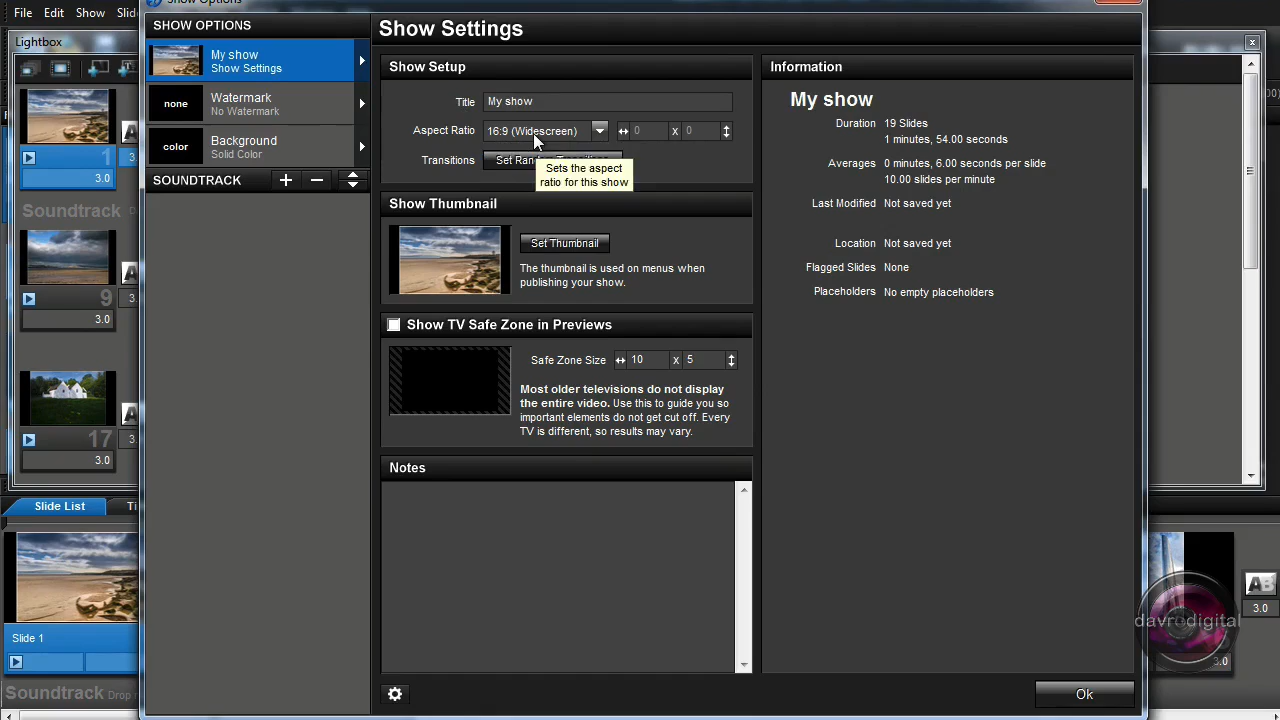 File Edit Show
Show Options
Lightbox
1
3.0
Soundtrack
9
3.0
17
3.0
Slide List
Slide 1
Soundtrack
SHOW OPTIONS
My show
Show Settings
none
Watermark
No Watermark
color
Background
Solid Color
SOUNDTRACK
Show Settings
Show Setup
Title My show
Aspect Ratio 16:9 (Widescreen) 0 x 0
Transitions Set
Sets the aspect
ratio for this show
Show Thumbnail
Set Thumbnail
The thumbnail is used on menus when
publishing your show.
Show TV Safe Zone in Previews
Safe Zone Size 10 x 5
Most older televisions do not display
the entire video. Use this to guide you so
important elements do not get cut off. Every
TV is different, so results may vary.
Notes
Information
My show
Duration 19 Slides
1 minutes, 54.00 seconds
Averages 0 minutes, 6.00 seconds per slide
10.00 slides per minute
Last Modified Not saved yet
Location Not saved yet
Flagged Slides None
Placeholders No empty placeholders
Ok
AB
3.0
davrodigital
3.0